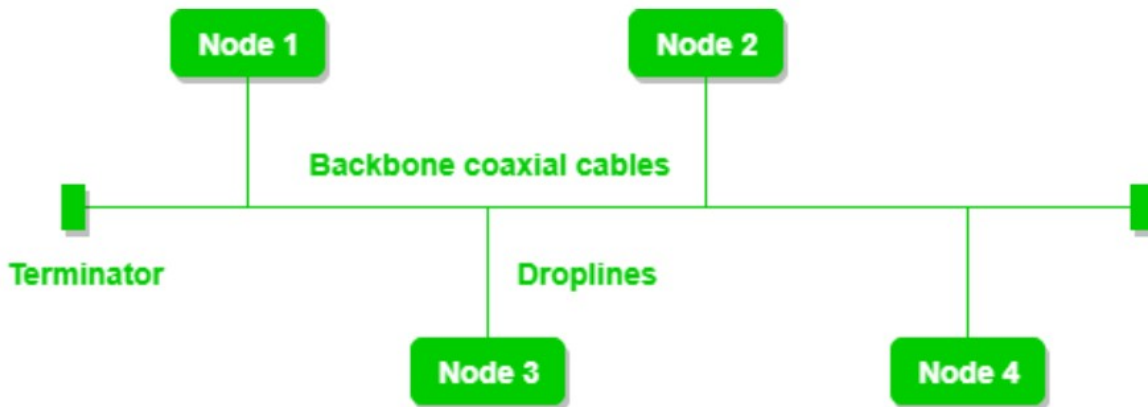 Node 1
Node 2
Backbone coaxial cables
Terminator
Droplines
Node 3
Node 4